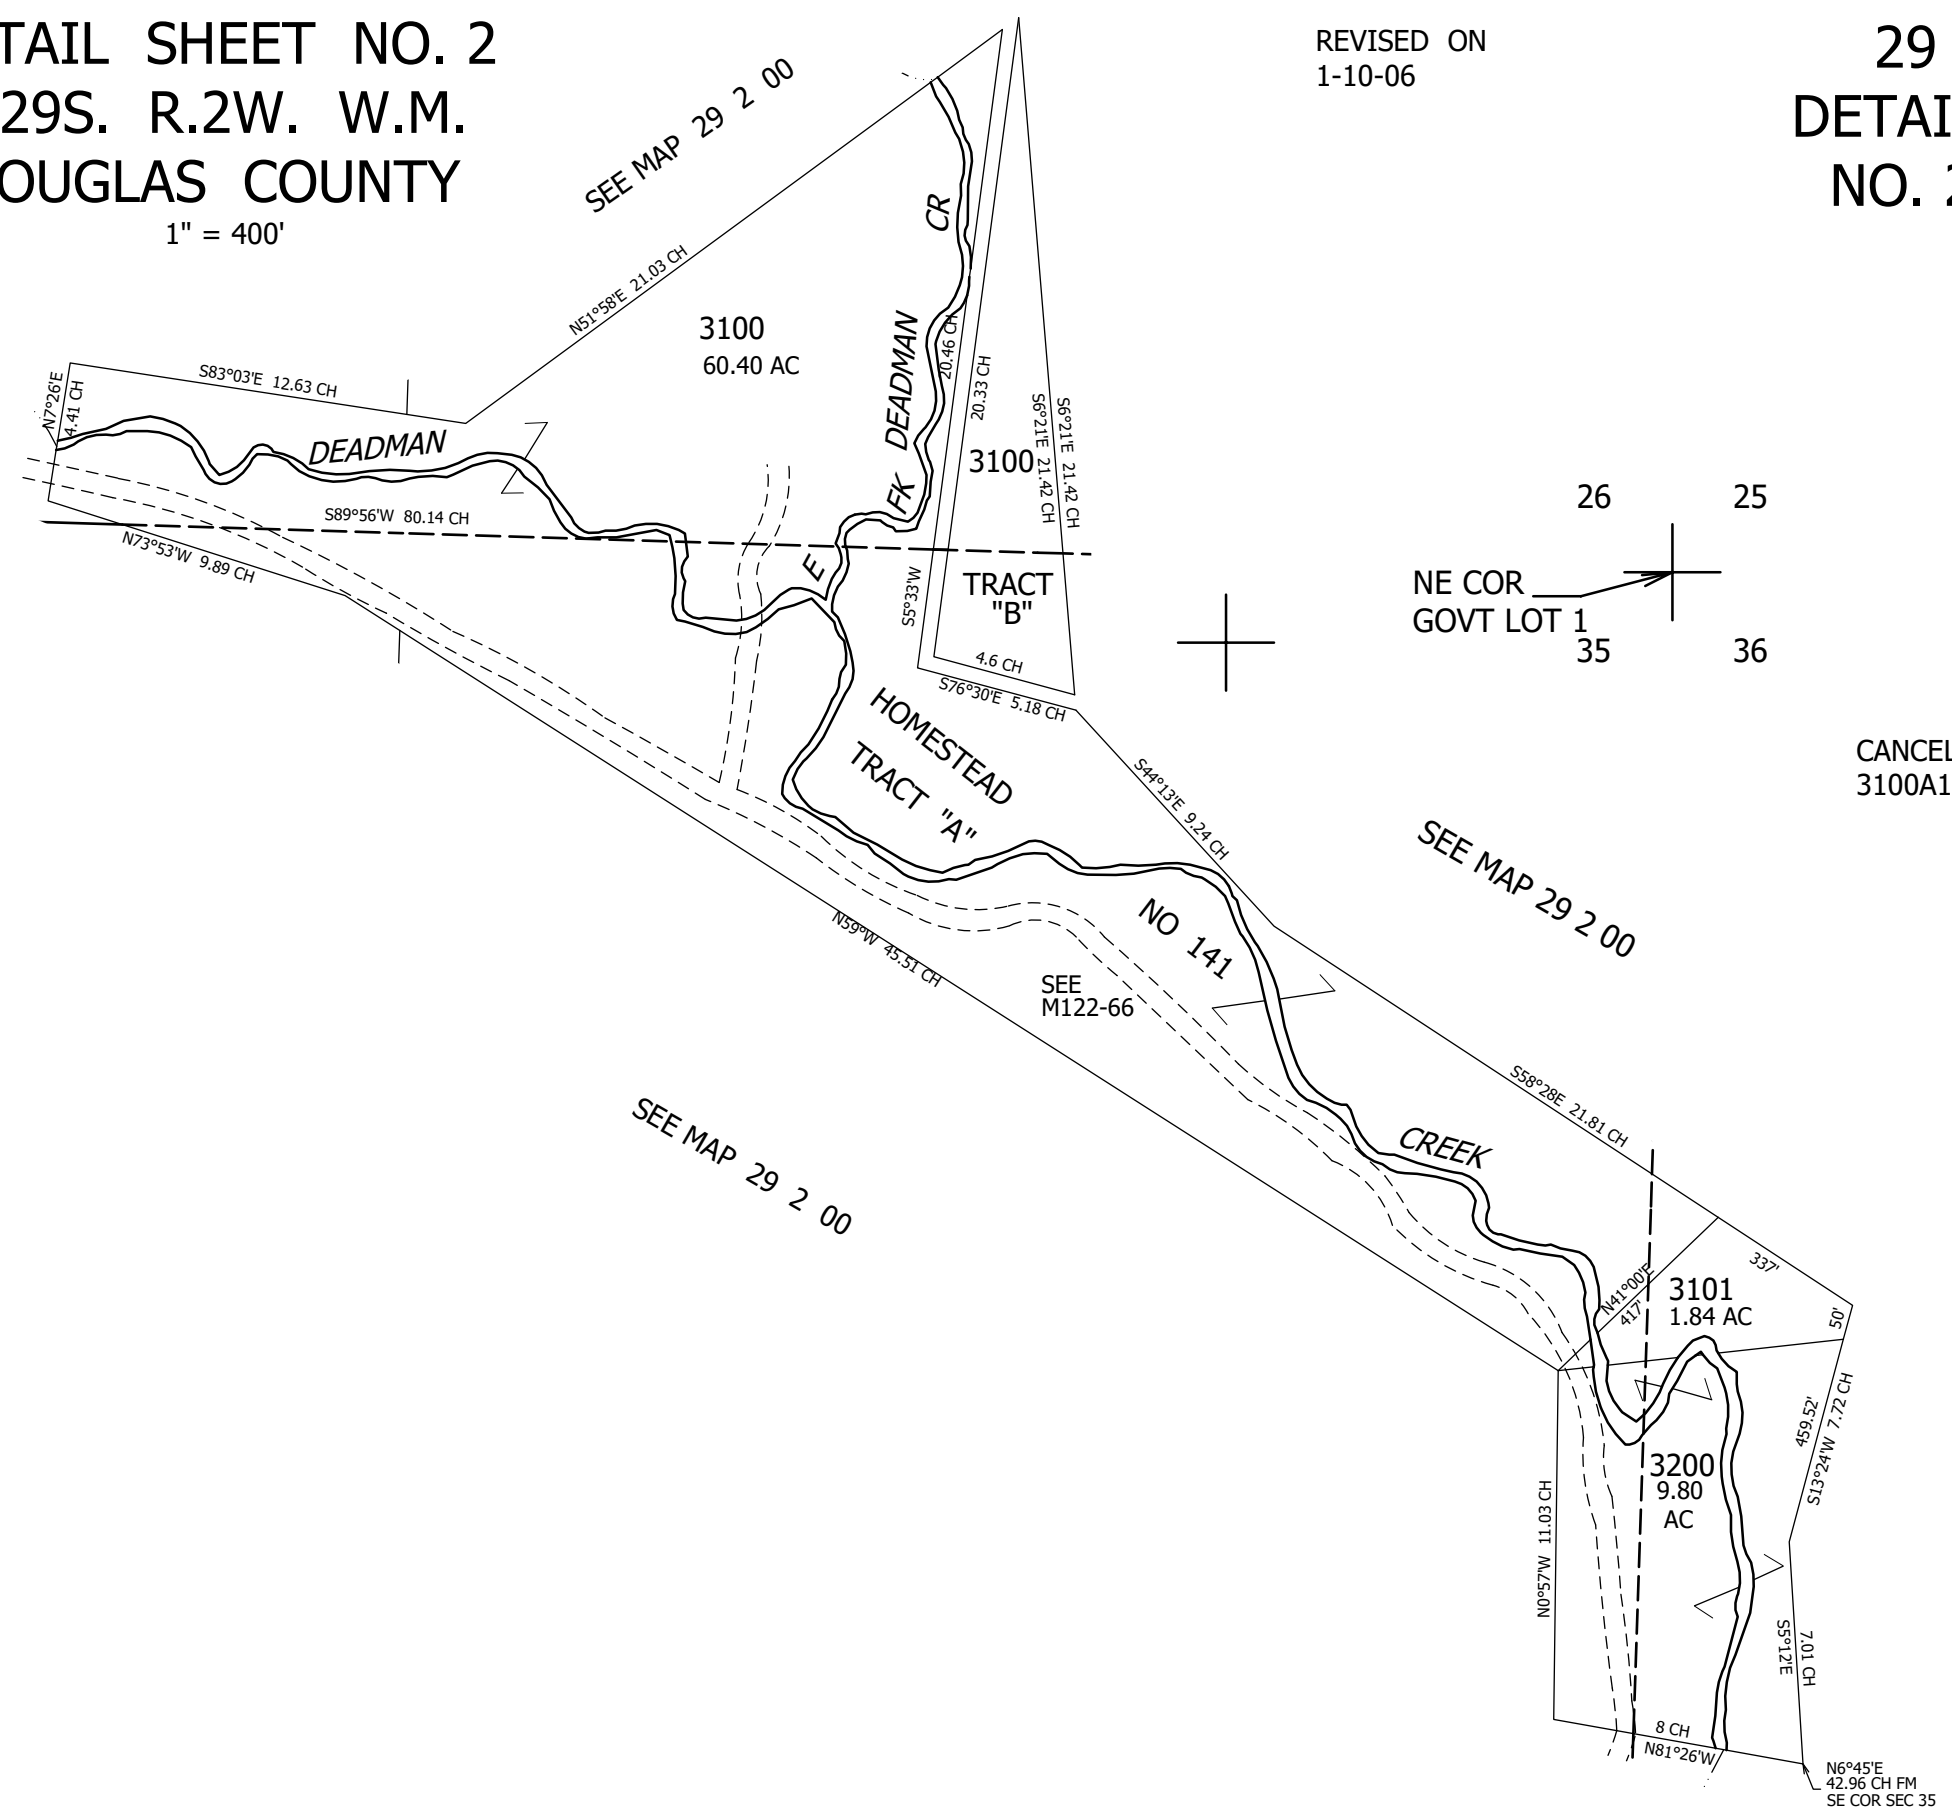 TAIL SHEET NO. 2
29S. R.2W. W.M.
OUGLAS COUNTY
1" = 400'
REVISED ON
1-10-06
29
DETAI
NO. 2
SEE MAP 29 2 00
N51°58'E 21.03 CH
CR
3100
60.40 AC
FK DEADMAN
E
20.46 CH
20.33 CH
3100
S6°21'E 21.42 CH
S6°21'E 21.42 CH
S83°03'E 12.63 CH
N7°26'E
4.41 CH
DEADMAN
S89°56'W 80.14 CH
N73°53'W 9.89 CH
S5°33'W
TRACT
"B"
4.6 CH
S76°30'E 5.18 CH
26 25
NE COR
GOVT LOT 1
35 36
HOMESTEAD
TRACT "A"
S44°13'E 9.24 CH
CANCEL
3100A1
SEE MAP 29 2 00
NO 141
N59°W 45.51 CH
SEE
M122-66
SEE MAP 29 2 00
S58°28E 21.81 CH
CREEK
N41°00'E
417'
337'
3101
1.84 AC
50'
459.52'
S13°24'W 7.72 CH
3200
9.80
AC
N0°57'W 11.03 CH
S5°12'E
7.01 CH
8 CH
N81°26'W
N6°45'E
42.96 CH FM
SE COR SEC 35